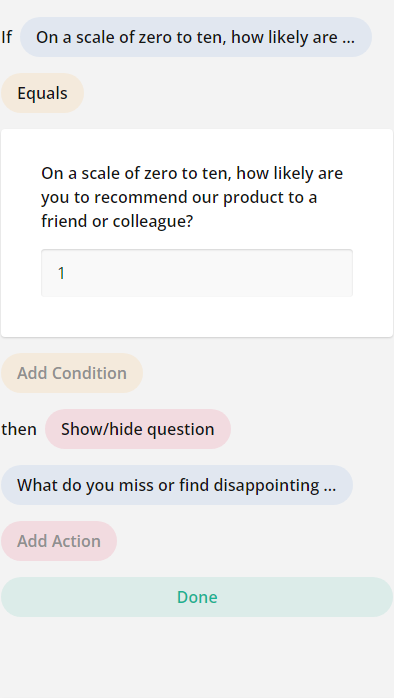 If On a scale of zero to ten, how likely are ...
Equals
On a scale of zero to ten, how likely are
you to recommend our product to a
friend or colleague?
1
Add Condition
then Show/hide question
What do you miss or find disappointing ...
Add Action
Done